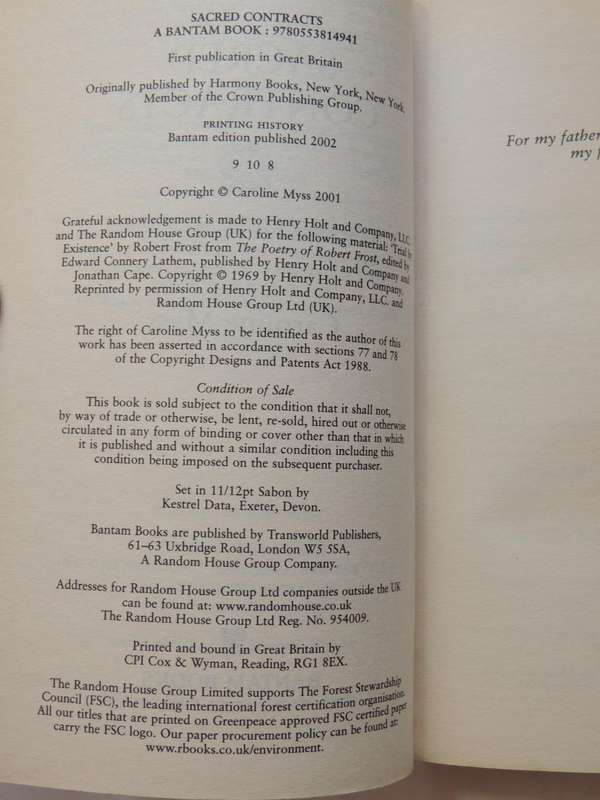 SACRED CONTRACTS
A BANTAM BOOK : 9780553814941
First publication in Great Britain
Originally published by Harmony Books, New York, New York.
Member of the Crown Publishing Group.
PRINTING HISTORY
Bantam edition published 2002
9 10 8
Copyright © Caroline Myss 2001
Grateful acknowledgement is made to Henry Holt and Company, LLC
and The Random House Group (UK) for the following material: 'Trial by
Existence' by Robert Frost from The Poetry of Robert Frost, edited by
Edward Connery Lathem, published by Henry Holt and Company and
Jonathan Cape. Copyright © 1969 by Henry Holt and Company.
Reprinted by permission of Henry Holt and Company, LLC. and
Random House Group Ltd (UK).
The right of Caroline Myss to be identified as the author of this
work has been asserted in accordance with sections 77 and 78
of the Copyright Designs and Patents Act 1988.
Condition of Sale
This book is sold subject to the condition that it shall not,
by way of trade or otherwise, be lent, re-sold, hired out or otherwise
circulated in any form of binding or cover other than that in which
it is published and without a similar condition including this
condition being imposed on the subsequent purchaser.
Set in 11/12pt Sabon by
Kestrel Data, Exeter, Devon.
Bantam Books are published by Transworld Publishers,
61–63 Uxbridge Road, London W5 5SA,
A Random House Group Company.
Addresses for Random House Group Ltd companies outside the UK
can be found at: www.randomhouse.co.uk
The Random House Group Ltd Reg. No. 954009.
Printed and bound in Great Britain by
CPI Cox & Wyman, Reading, RG1 8EX.
The Random House Group Limited supports The Forest Stewardship
Council (FSC), the leading international forest certification organisation.
All our titles that are printed on Greenpeace approved FSC certified paper
carry the FSC logo. Our paper procurement policy can be found at:
www.rbooks.co.uk/environment.
For my father
my